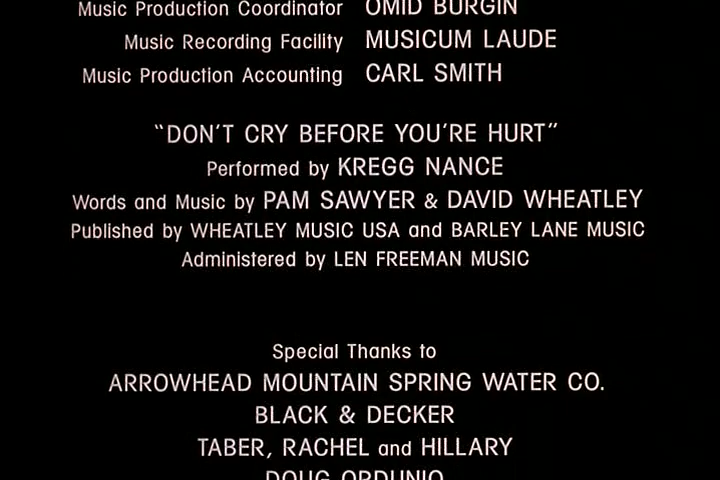 Music Production Coordinator OMID BURGIN
Music Recording Facility MUSICUM LAUDE
Music Production Accounting CARL SMITH
“DON’T CRY BEFORE YOU’RE HURT”
Performed by KREGG NANCE
Words and Music by PAM SAWYER & DAVID WHEATLEY
Published by WHEATLEY MUSIC USA and BARLEY LANE MUSIC
Administered by LEN FREEMAN MUSIC
Special Thanks to
ARROWHEAD MOUNTAIN SPRING WATER CO.
BLACK & DECKER
TABER, RACHEL and HILLARY
DOUG ORDUNIO